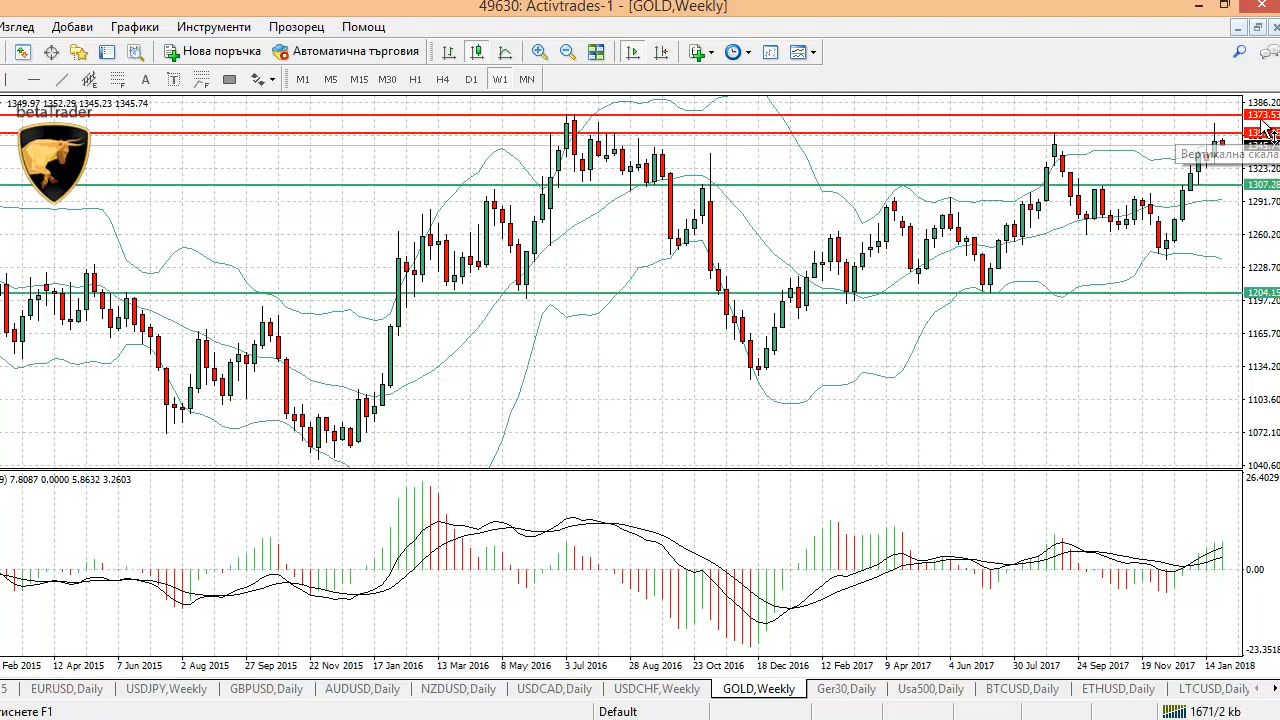 49630: Activtrades-1 - [GOLD,Weekly]
Изглед Добави Графики Инструменти Прозорец Помощ
Нова поръчка Автоматична търговия
A T F M1 M5 M15 M30 H1 H4 D1 W1 MN
1349.97 1352.29 1345.23 1345.74
betaTrader
1386.20
1373.53
Вертикална скала
1323.20
1307.28
1291.70
1260.20
1228.70
1204.15
1197.20
1165.70
1134.20
1103.60
1072.10
1040.60
9) 7.8087 0.0000 5.8632 3.2603
26.4029
0.00
-23.3518
Feb 2015 12 Apr 2015 7 Jun 2015 2 Aug 2015 27 Sep 2015 22 Nov 2015 17 Jan 2016 13 Mar 2016 8 May 2016 3 Jul 2016 28 Aug 2016 23 Oct 2016 18 Dec 2016 12 Feb 2017 9 Apr 2017 4 Jun 2017 30 Jul 2017 24 Sep 2017 19 Nov 2017 14 Jan 2018
EURUSD,Daily USDJPY,Weekly GBPUSD,Daily AUDUSD,Daily NZDUSD,Daily USDCAD,Daily USDCHF,Weekly GOLD,Weekly Ger30,Daily Usa500,Daily BTCUSD,Daily ETHUSD,Daily LTCUSD,Daily
тиснете F1 Default 1671/2 kb